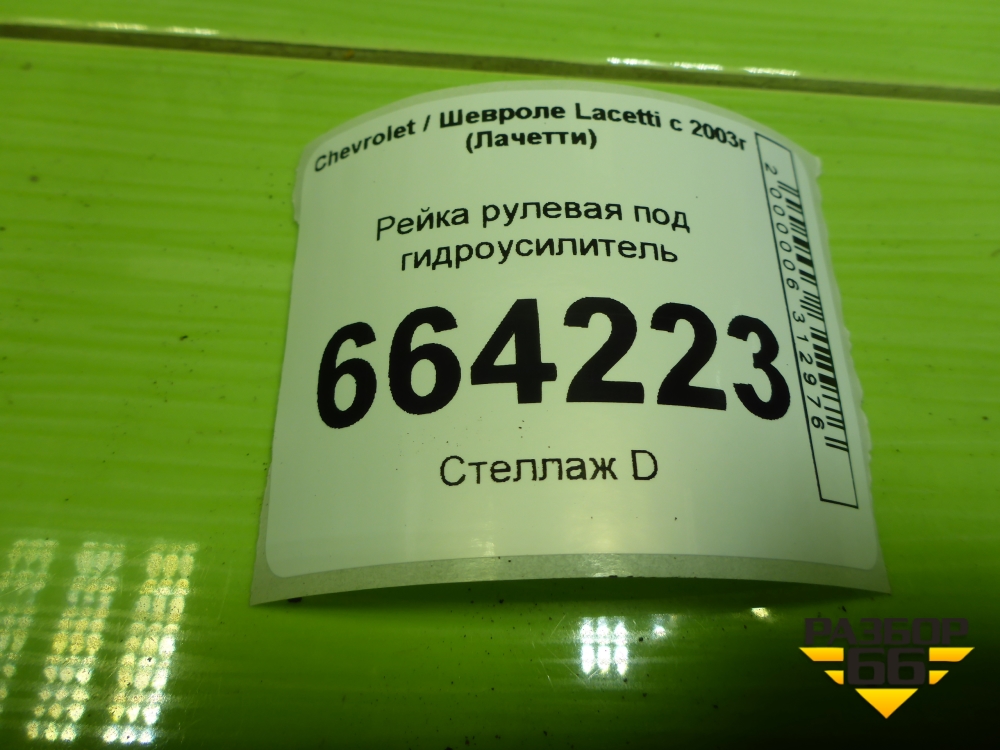 Chevrolet / Шевроле Lacetti с 2003г
(Лачетти)
Рейка рулевая под
гидроусилитель
664223
Стеллаж D
2000006312976
РАЗБОР
66